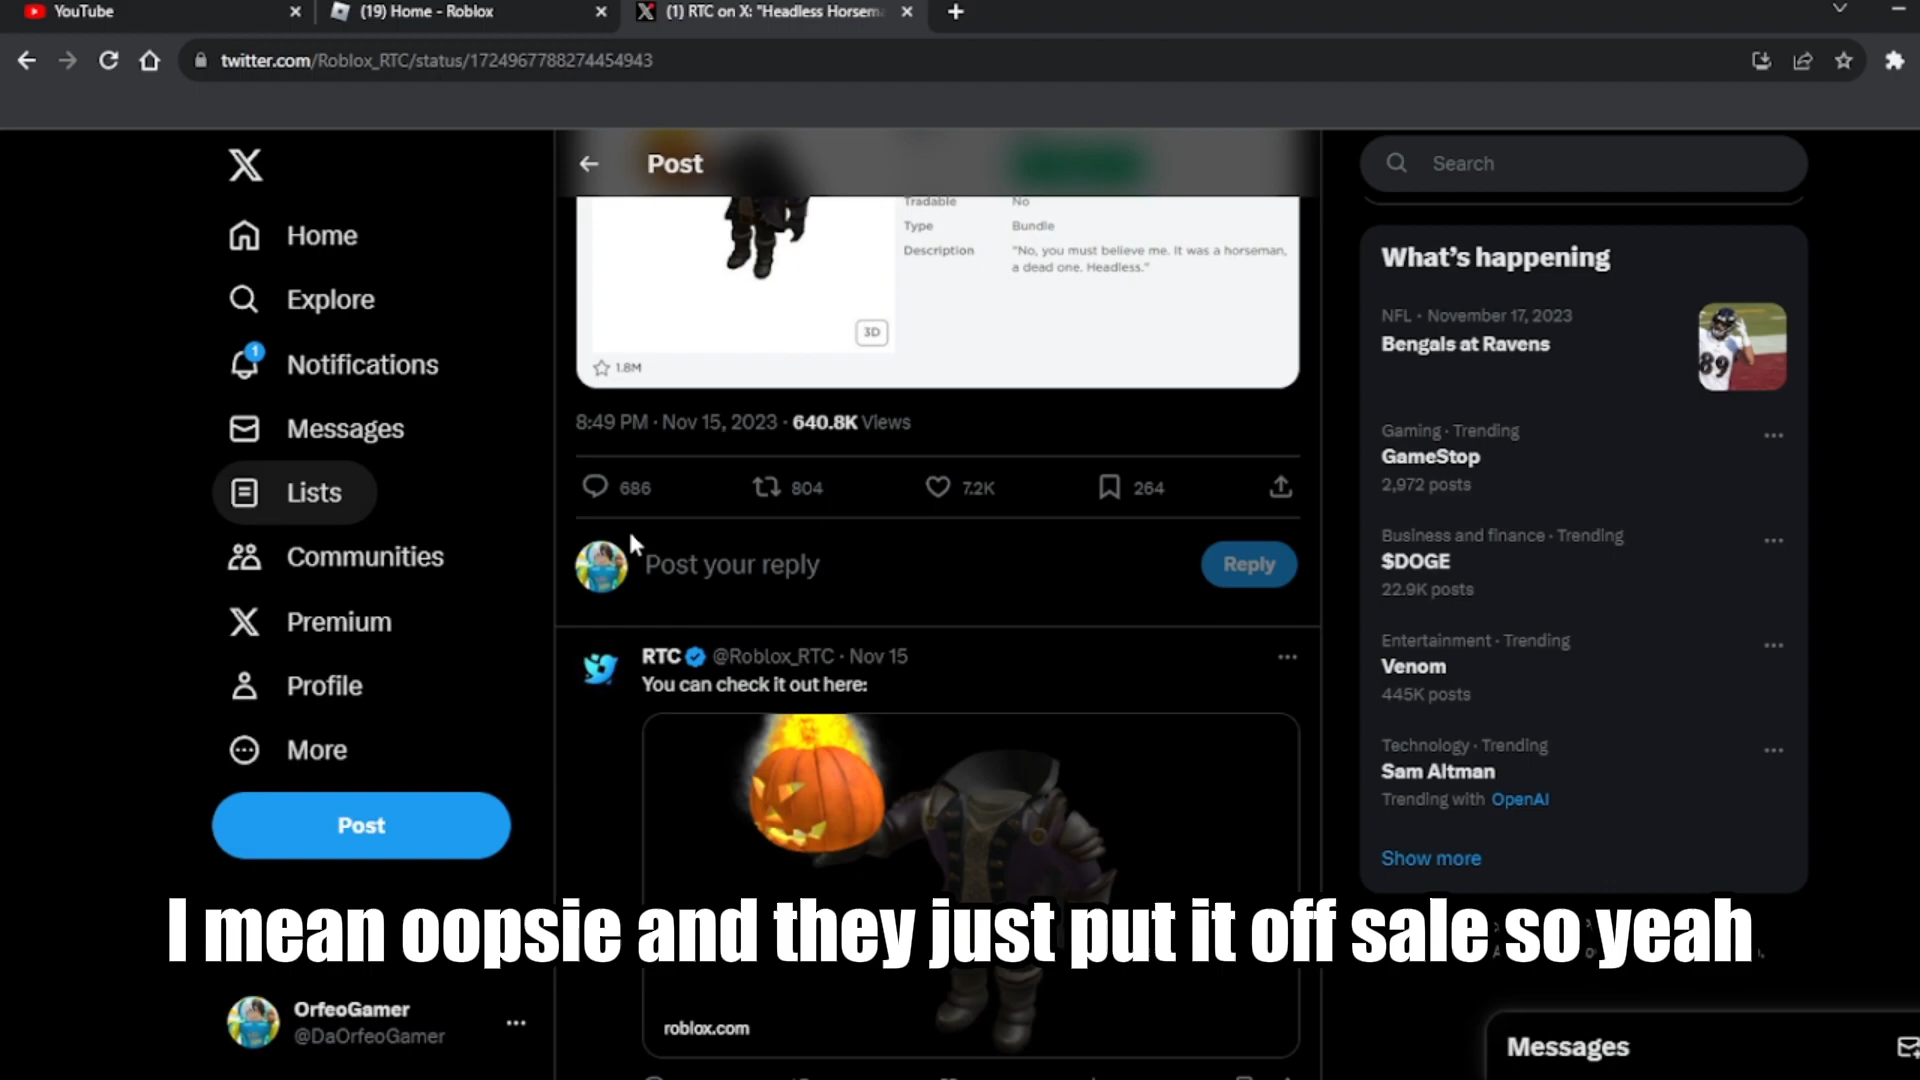 YouTube
(19) Home - Roblox
(1) RTC on X: "Headless Horsem
twitter.com/Roblox_RTC/status/1724967788274454943
Post
Search
Home
Explore
1
Notifications
Messages
Lists
Communities
Premium
Profile
More
Post
OrfeoGamer
@DaOrfeoGamer
Tradable No
Type Bundle
Description "No, you must believe me. It was a horseman,
a dead one. Headless."
3D
1.8M
8:49 PM · Nov 15, 2023 · 640.8K Views
686 804 7.2K 264
Post your reply
Reply
RTC @Roblox_RTC · Nov 15
You can check it out here:
roblox.com
What's happening
NFL · November 17, 2023
Bengals at Ravens
89
Gaming · Trending
GameStop
2,972 posts
Business and finance · Trending
$DOGE
22.9K posts
Entertainment · Trending
Venom
445K posts
Technology · Trending
Sam Altman
Trending with OpenAI
Show more
I mean oopsie and they just put it off sale so yeah
Messages